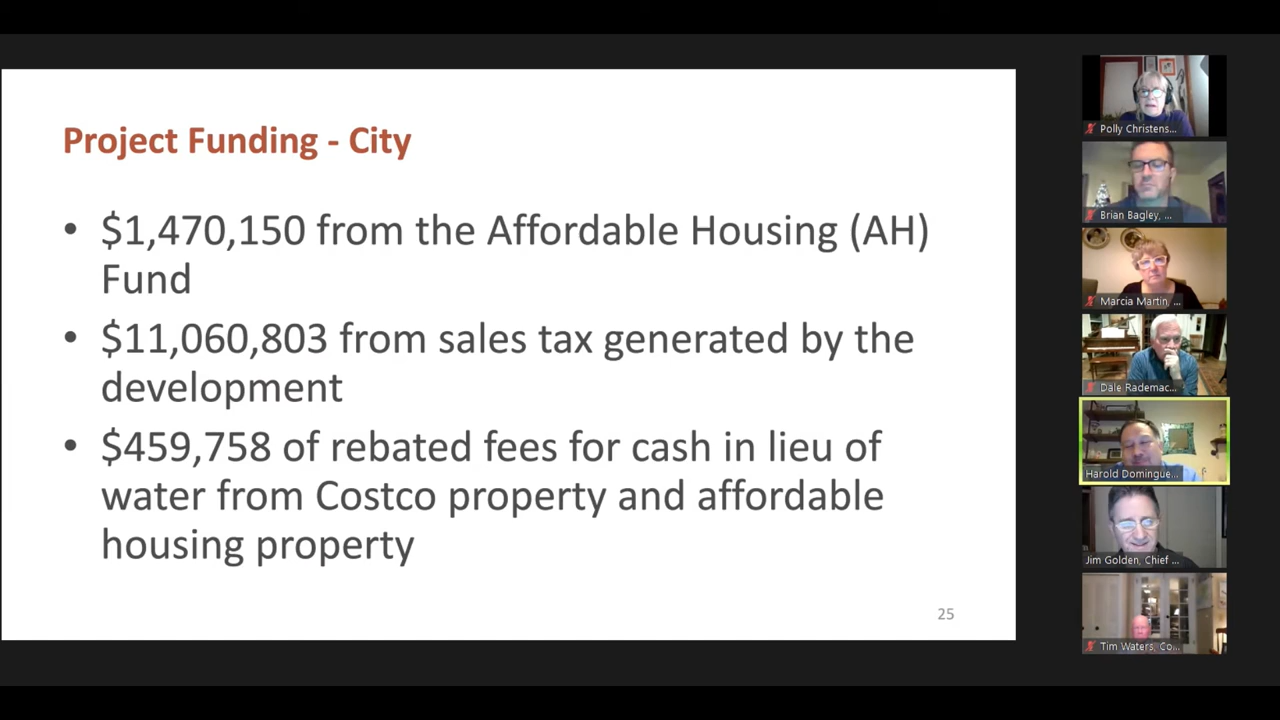 Project Funding - City
• $1,470,150 from the Affordable Housing (AH)
Fund
• $11,060,803 from sales tax generated by the
development
• $459,758 of rebated fees for cash in lieu of
water from Costco property and affordable
housing property
25
Polly Christens...
Brian Bagley, ...
Marcia Martin, ...
Dale Rademac...
Harold Domingue...
Jim Golden, Chief ...
Tim Waters, Co...